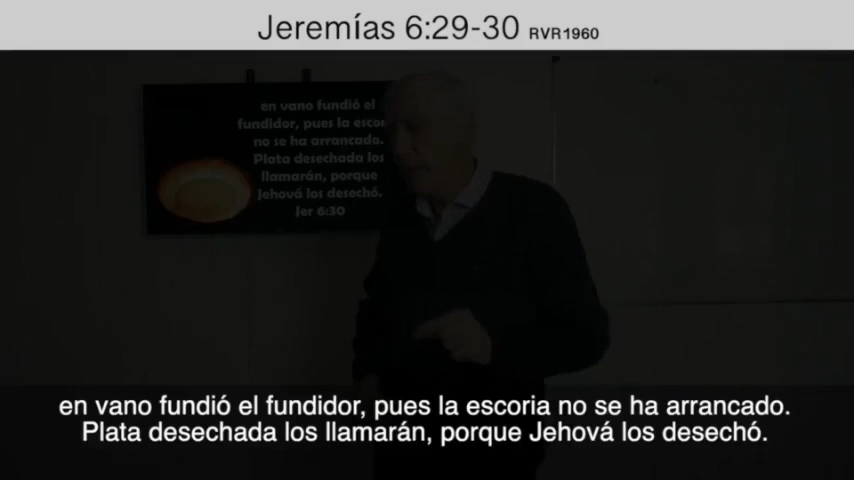 Jeremías 6:29-30 RVR1960
en vano fundió el
fundidor, pues la escor
no se ha arrancado.
Plata desechada los
llamarán, porque
Jehová los desechó.
Jer 6:30
en vano fundió el fundidor, pues la escoria no se ha arrancado.
Plata desechada los llamarán, porque Jehová los desechó.